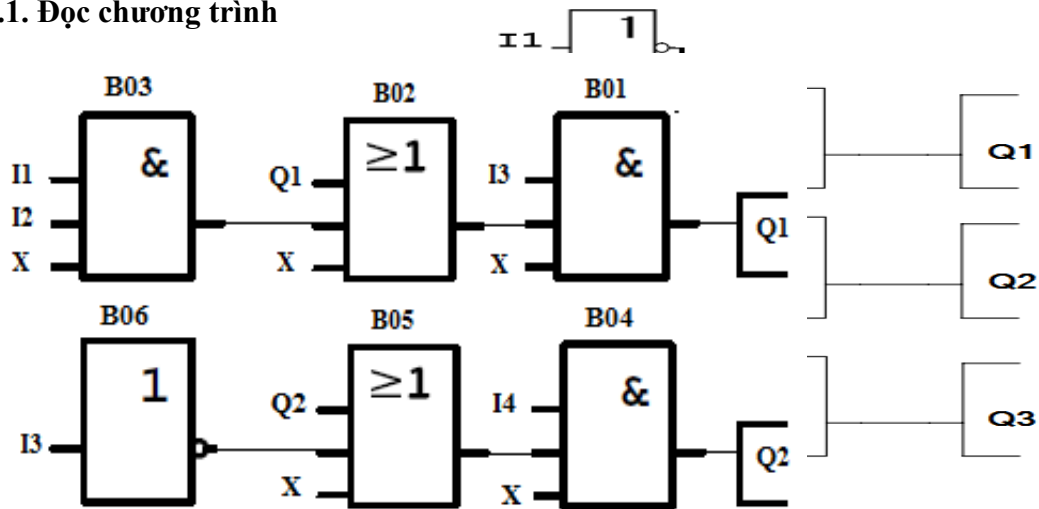 .1. Đọc chương trình
I1 1
B03 B02 B01
& ≥1 &
I1 Q1 I3 Q1
I2 Q1
X X X Q2
B06 B05 B04
1 ≥1 &
Q2 I4 Q3
I3 Q2
X X